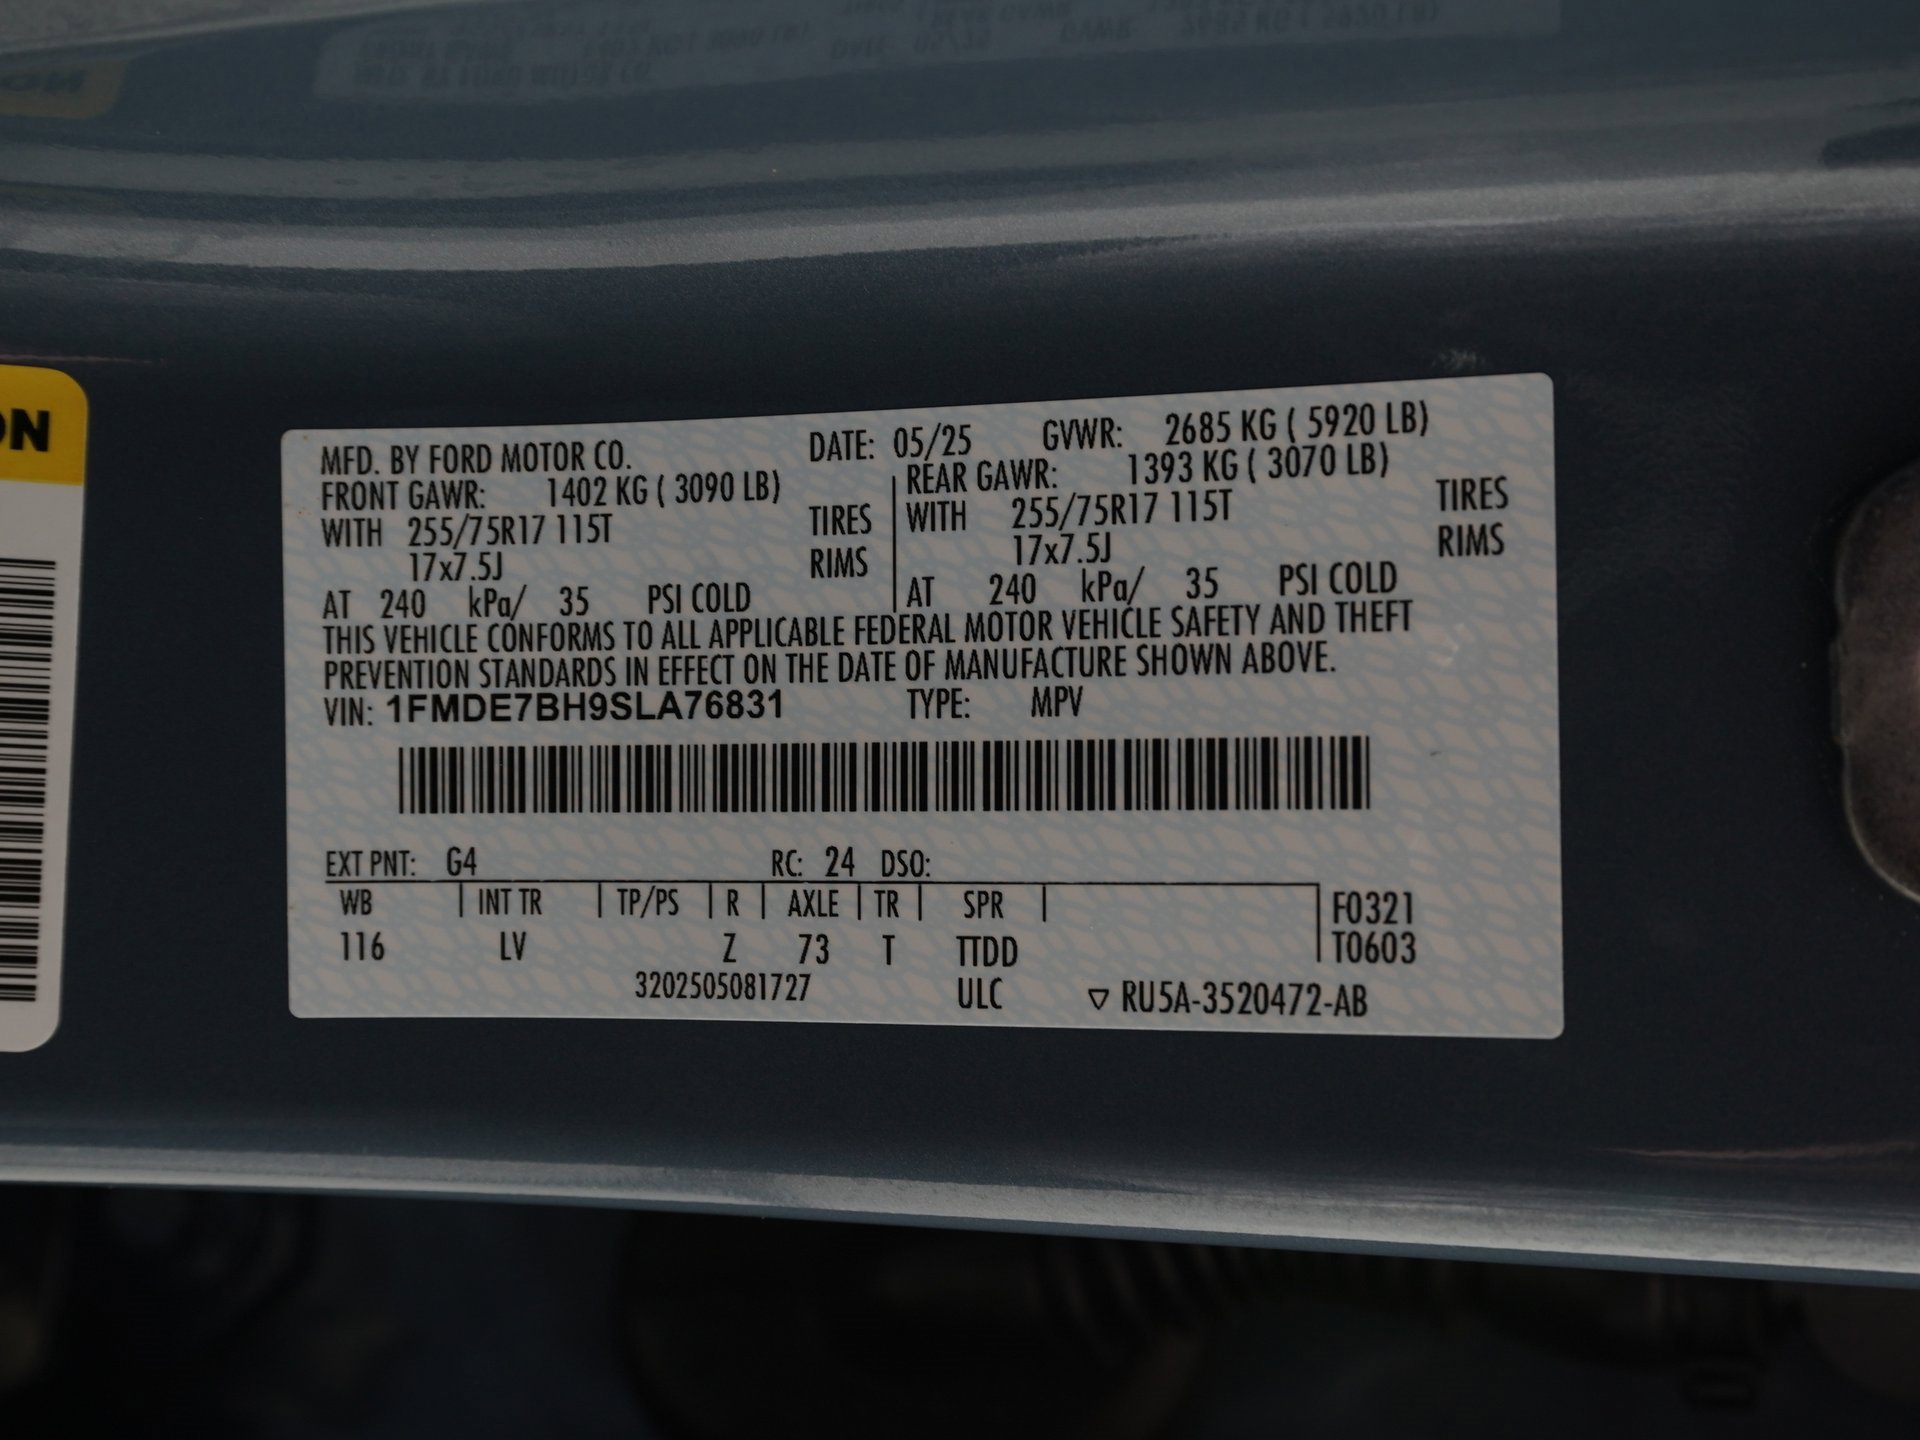 MFD. BY FORD MOTOR CO. DATE: 05/25 GVWR: 2685 KG ( 5920 LB)
FRONT GAWR: 1402 KG ( 3090 LB) REAR GAWR: 1393 KG ( 3070 LB)
WITH 255/75R17 115T TIRES WITH 255/75R17 115T TIRES
17x7.5J RIMS 17x7.5J RIMS
AT 240 kPa/ 35 PSI COLD AT 240 kPa/ 35 PSI COLD
THIS VEHICLE CONFORMS TO ALL APPLICABLE FEDERAL MOTOR VEHICLE SAFETY AND THEFT
PREVENTION STANDARDS IN EFFECT ON THE DATE OF MANUFACTURE SHOWN ABOVE.
VIN: 1FMDE7BH9SLA76831 TYPE: MPV
EXT PNT: G4 RC: 24 DSO:
WB INT TR TP/PS R AXLE TR SPR F0321
116 LV Z 73 T TTDD T0603
3202505081727 ULC ▽ RU5A-3520472-AB